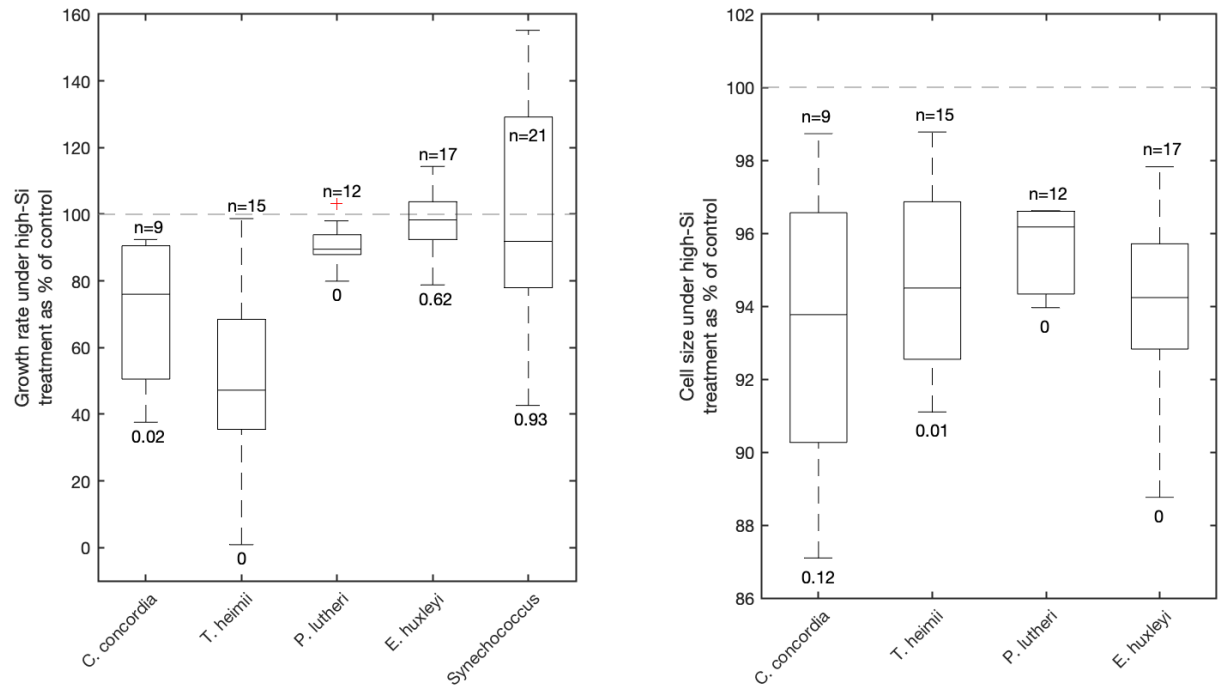 Growth rate under high-Si
treatment as % of control
160
140
120
100
80
60
40
20
0
n=9
n=15
n=12
n=17
n=21
0.02
0
0
0.62
0.93
C. concordia
T. heimii
P. lutheri
E. huxleyi
Synechococcus
Cell size under high-Si
treatment as % of control
102
100
98
96
94
92
90
88
86
n=9
n=15
n=12
n=17
0.12
0.01
0
0
C. concordia
T. heimii
P. lutheri
E. huxleyi